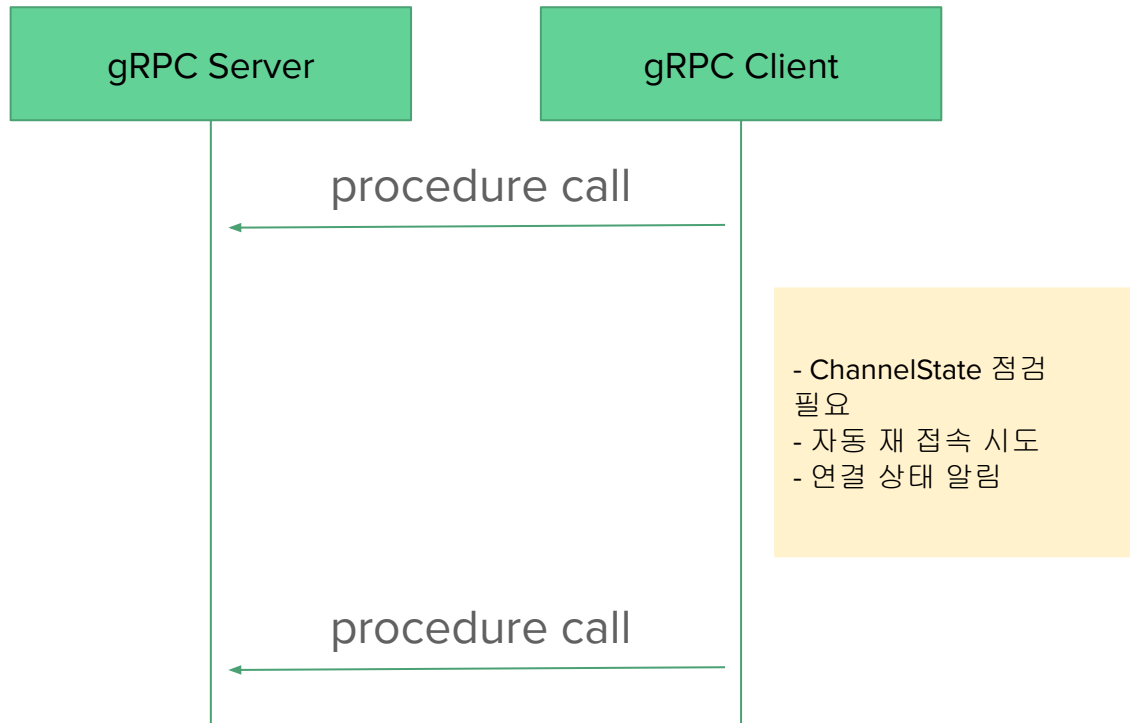 gRPC Server
gRPC Client
procedure call
- ChannelState 점검
필요
- 자동 재 접속 시도
- 연결 상태 알림
procedure call